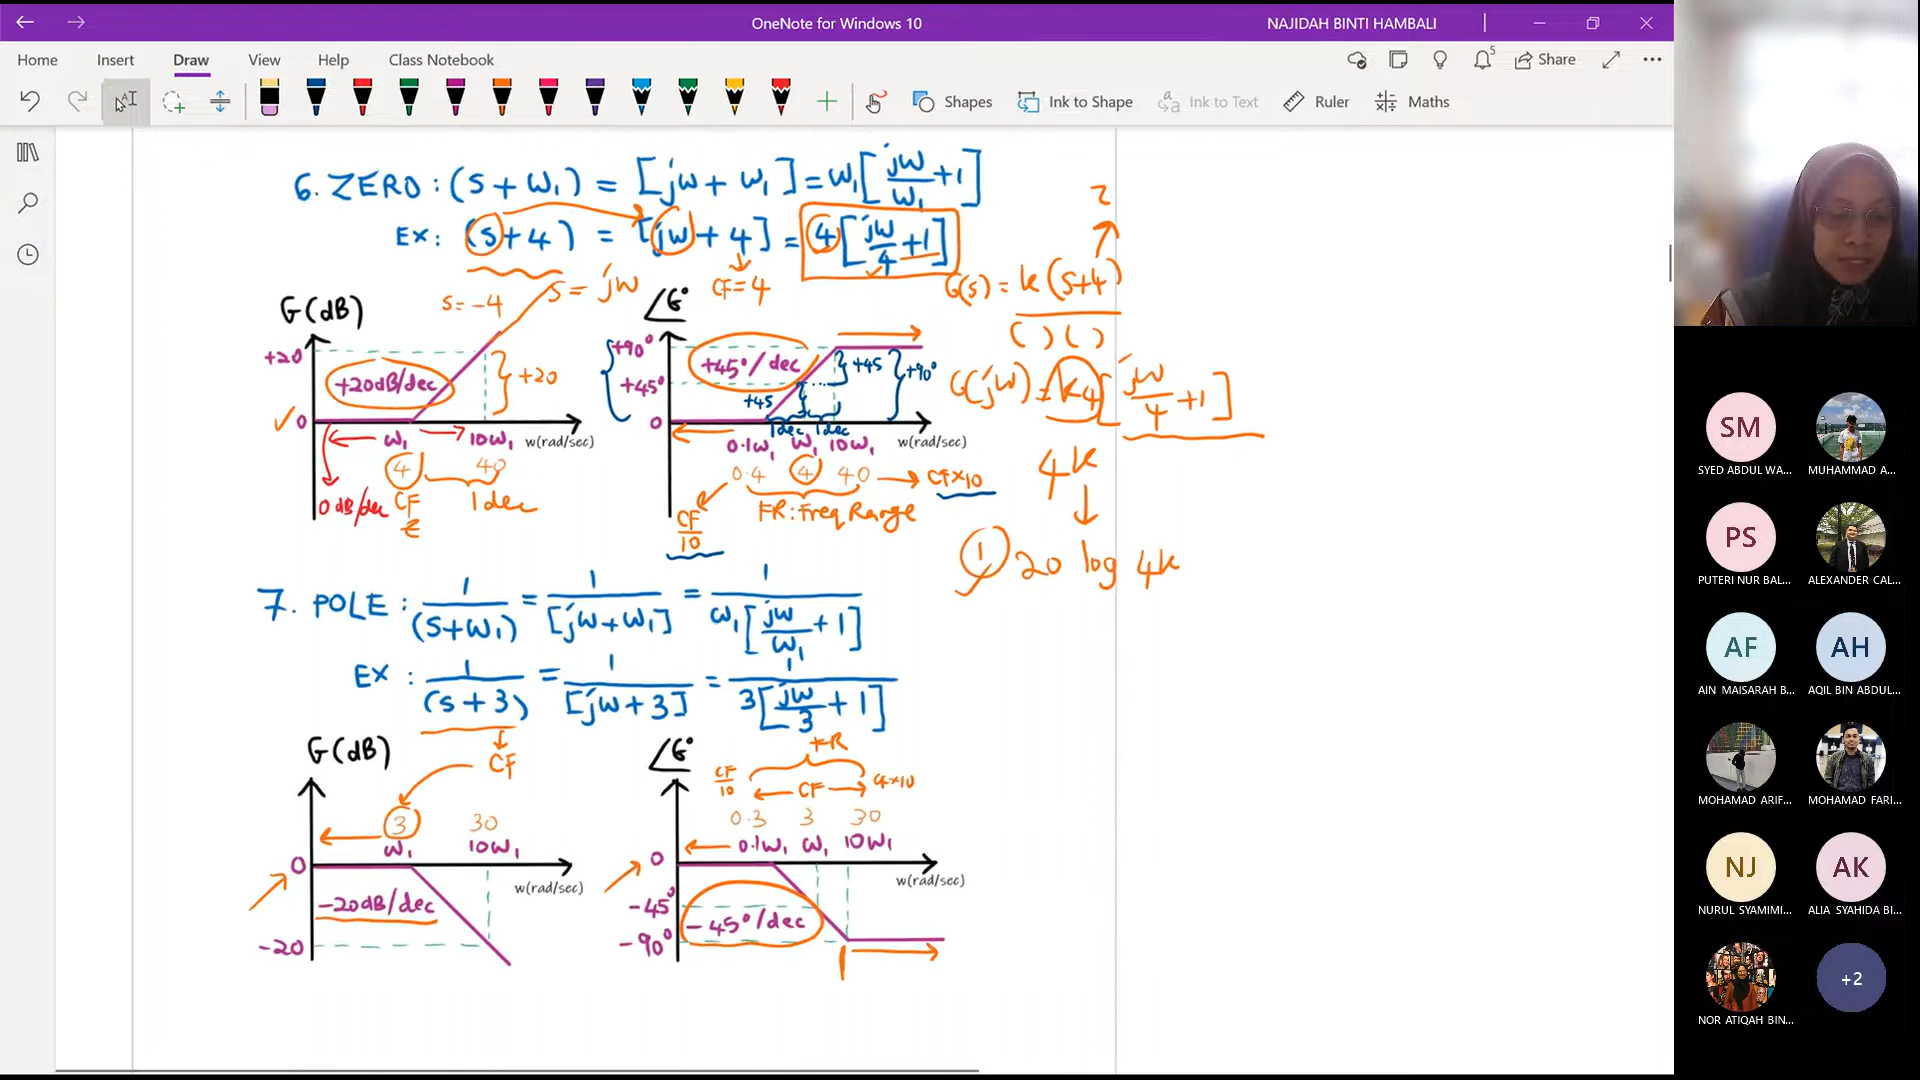 OneNote for Windows 10
NAJIDAH BINTI HAMBALI
Home Insert Draw View Help Class Notebook
5
Share
Shapes Ink to Shape Ink to Text Ruler Maths
6. ZERO : (s + ω1) = [jω + ω1] = ω1[jω/ω1 + 1]
EX : (s + 4) = [jω + 4] = 4[jω/4 + 1]
s = -4
s = jω
CF = 4
z
G(s) = K(s+4)
( ) ( )
G(jω) = K4[jω/4 + 1]
4K
① 20 log 4K
G(dB)
+20
+20dB/dec
+20
0
ω1 10ω1 w(rad/sec)
4 40
0dB/dec CF 1 dec
z
∠G°
+90°
+45°/dec
+45
+90°
+45°
+45
0
1dec 1dec
0.1ω1 ω1 10ω1 w(rad/sec)
0.4 4 40 CF×10
CF/10 FR: Freq Range
7. POLE : 1/(s+ω1) = 1/[jω+ω1] = 1/ω1[jω/ω1 + 1]
EX : 1/(s+3) = 1/[jω+3] = 1/3[jω/3 + 1]
G(dB)
CF
3 30
ω1 10ω1
0
w(rad/sec)
-20dB/dec
-20
∠G°
FR
CF/10 CF CF×10
0.3 3 30
0.1ω1 ω1 10ω1
0
w(rad/sec)
-45°
-45°/dec
-90°
SM
SYED ABDUL WA...
MUHAMMAD A...
PS
PUTERI NUR BAL...
ALEXANDER CAL...
AF
AIN MAISARAH B...
AH
AQIL BIN ABDUL...
MOHAMAD ARIF...
MOHAMAD FARI...
NJ
NURUL SYAMIMI...
AK
ALIA SYAHIDA BI...
NOR ATIQAH BIN...
+2